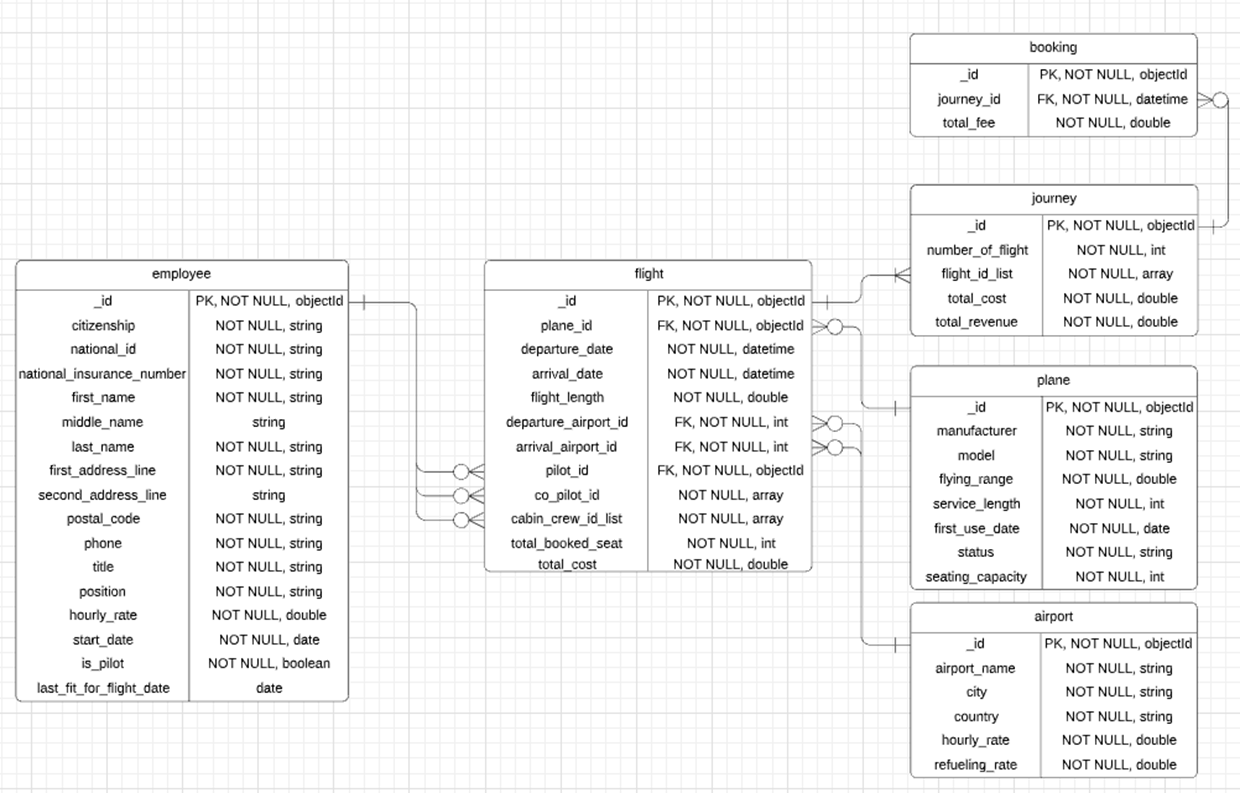 booking
_id PK, NOT NULL, objectId
journey_id FK, NOT NULL, datetime
total_fee NOT NULL, double
journey
_id PK, NOT NULL, objectId
number_of_flight NOT NULL, int
flight_id_list NOT NULL, array
total_cost NOT NULL, double
total_revenue NOT NULL, double
employee
_id PK, NOT NULL, objectId
citizenship NOT NULL, string
national_id NOT NULL, string
national_insurance_number NOT NULL, string
first_name NOT NULL, string
middle_name string
last_name NOT NULL, string
first_address_line NOT NULL, string
second_address_line string
postal_code NOT NULL, string
phone NOT NULL, string
title NOT NULL, string
position NOT NULL, string
hourly_rate NOT NULL, double
start_date NOT NULL, date
is_pilot NOT NULL, boolean
last_fit_for_flight_date date
flight
_id PK, NOT NULL, objectId
plane_id FK, NOT NULL, objectId
departure_date NOT NULL, datetime
arrival_date NOT NULL, datetime
flight_length NOT NULL, double
departure_airport_id FK, NOT NULL, int
arrival_airport_id FK, NOT NULL, int
pilot_id FK, NOT NULL, objectId
co_pilot_id NOT NULL, array
cabin_crew_id_list NOT NULL, array
total_booked_seat NOT NULL, int
total_cost NOT NULL, double
plane
_id PK, NOT NULL, objectId
manufacturer NOT NULL, string
model NOT NULL, string
flying_range NOT NULL, double
service_length NOT NULL, int
first_use_date NOT NULL, date
status NOT NULL, string
seating_capacity NOT NULL, int
airport
_id PK, NOT NULL, objectId
airport_name NOT NULL, string
city NOT NULL, string
country NOT NULL, string
hourly_rate NOT NULL, double
refueling_rate NOT NULL, double